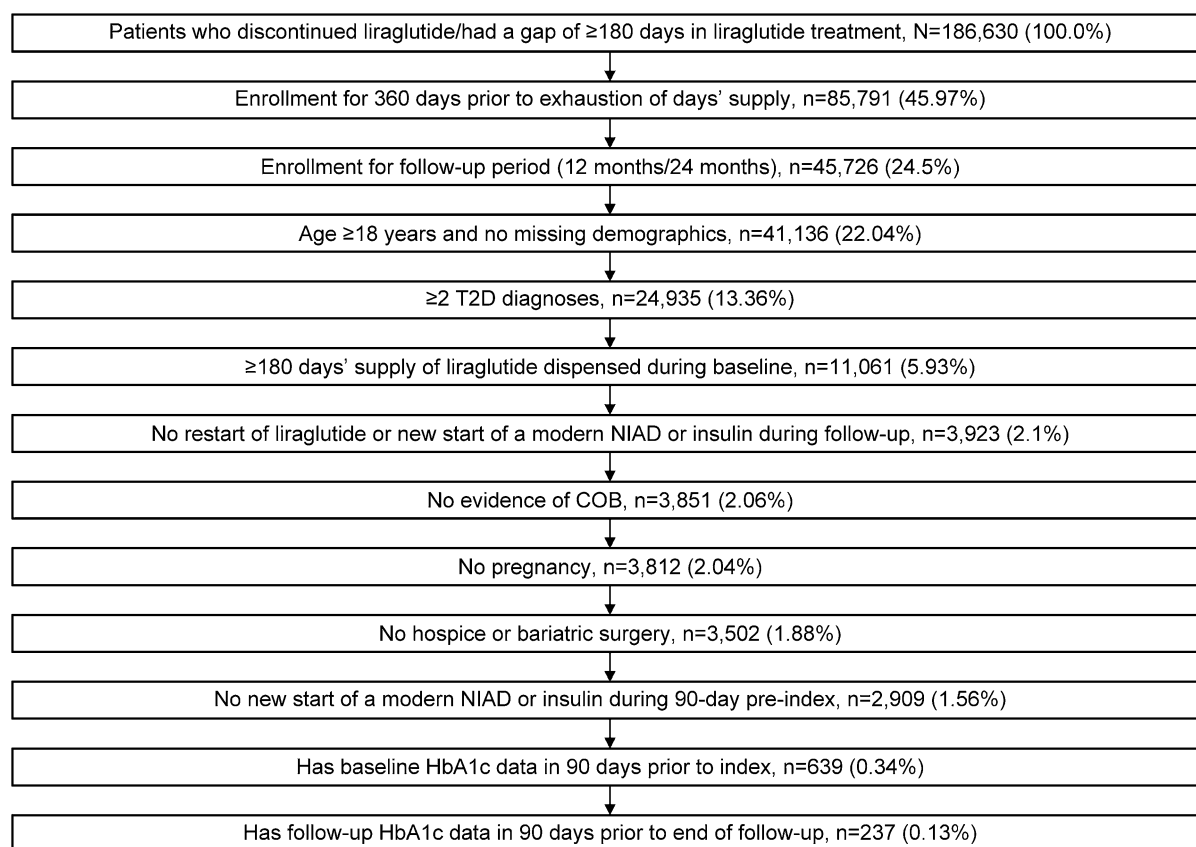 Patients who discontinued liraglutide/had a gap of ≥180 days in liraglutide treatment, N=186,630 (100.0%)
Enrollment for 360 days prior to exhaustion of days’ supply, n=85,791 (45.97%)
Enrollment for follow-up period (12 months/24 months), n=45,726 (24.5%)
Age ≥18 years and no missing demographics, n=41,136 (22.04%)
≥2 T2D diagnoses, n=24,935 (13.36%)
≥180 days’ supply of liraglutide dispensed during baseline, n=11,061 (5.93%)
No restart of liraglutide or new start of a modern NIAD or insulin during follow-up, n=3,923 (2.1%)
No evidence of COB, n=3,851 (2.06%)
No pregnancy, n=3,812 (2.04%)
No hospice or bariatric surgery, n=3,502 (1.88%)
No new start of a modern NIAD or insulin during 90-day pre-index, n=2,909 (1.56%)
Has baseline HbA1c data in 90 days prior to index, n=639 (0.34%)
Has follow-up HbA1c data in 90 days prior to end of follow-up, n=237 (0.13%)